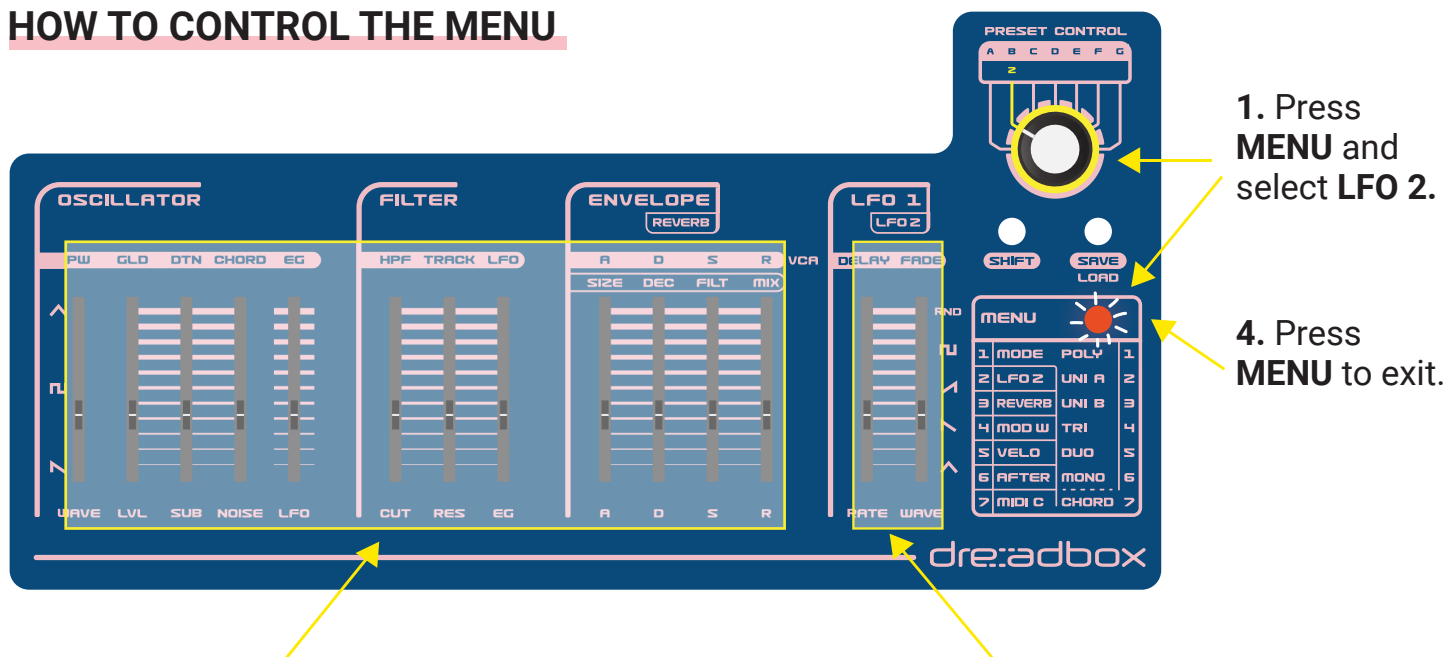 HOW TO CONTROL THE MENU
PRESET CONTROL
A B C D E F G
2
1. Press
MENU and
select LFO 2.
OSCILLATOR
FILTER
ENVELOPE
REVERB
LFO 1
LFO 2
PW GLD DTN CHORD EG
HPF TRACK LFO
A D S R VCA
DELAY FADE
SIZE DEC FILT MIX
SHIFT
SAVE
LOAD
RND
MENU
4. Press
MENU to exit.
1 MODE POLY 1
2 LFO 2 UNI A 2
3 REVERB UNI B 3
4 MOD W TRI 4
5 VELO DUO 5
6 AFTER MONO 6
7 MIDI C CHORD 7
WAVE LVL SUB NOISE LFO
CUT RES EG
A D S R
RATE WAVE
dre::adbox